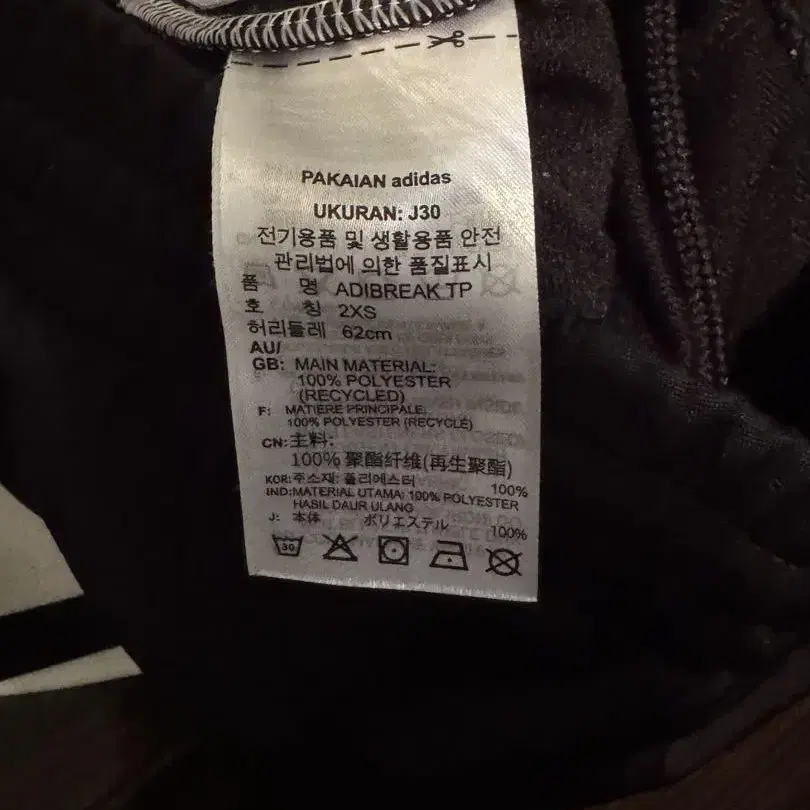 PAKAIAN adidas
UKURAN: J30
전기용품 및 생활용품 안전
관리법에 의한 품질표시
품 명 ADIBREAK TP
호 칭 2XS
허리둘레 62cm
AU/
GB: MAIN MATERIAL:
100% POLYESTER
(RECYCLED)
F: MATIERE PRINCIPALE:
100% POLYESTER (RECYCLÉ)
CN: 主料:
100% 聚酯纤维(再生聚酯)
KOR: 주소재: 폴리에스터 100%
IND: MATERIAL UTAMA: 100% POLYESTER
HASIL DAUR ULANG
J: 本体 ポリエステル 100%
30